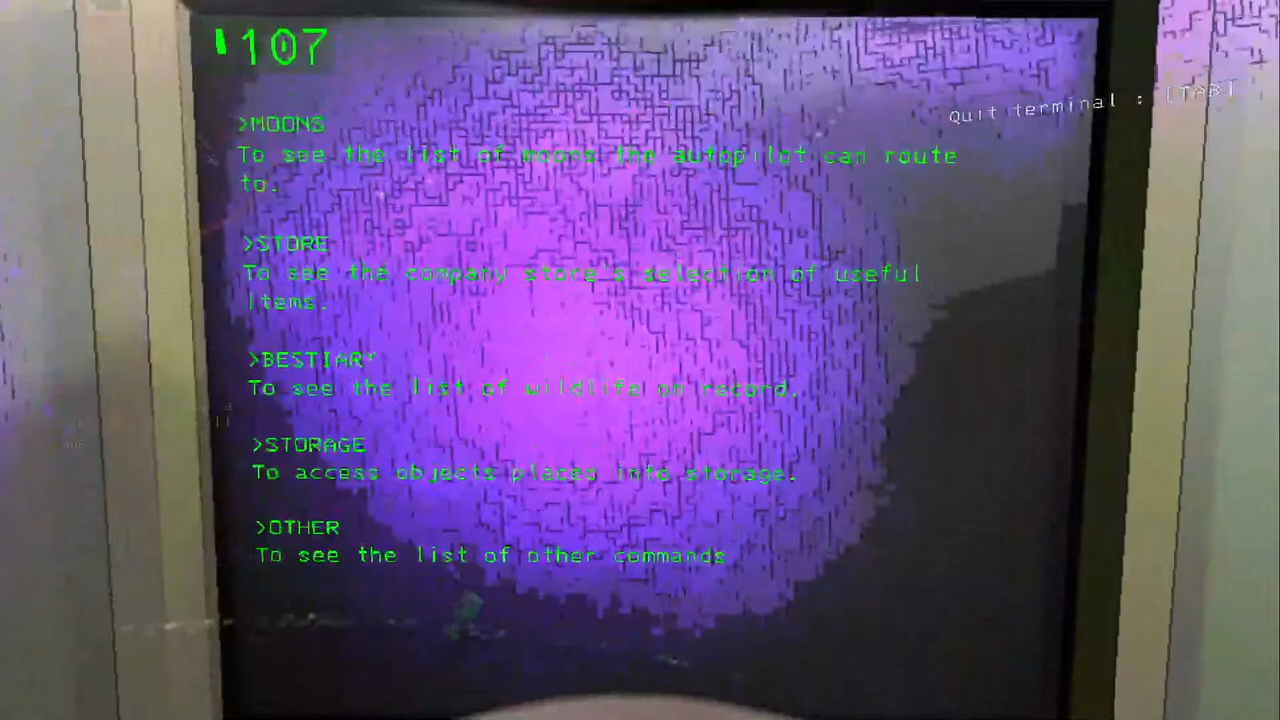 107
Quit terminal : [TAB]
>MOONS
To see the list of moons the autopilot can route
to.
>STORE
To see the company store's selection of useful
items.
>BESTIARY
To see the list of wildlife on record.
>STORAGE
To access objects placed into storage.
>OTHER
To see the list of other commands